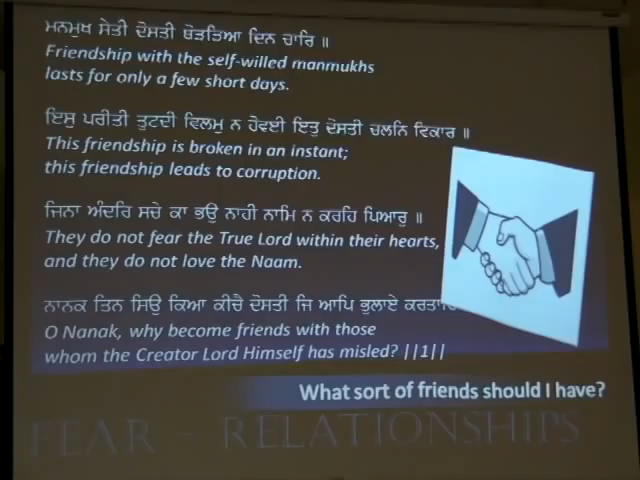 ਮਨਮੁਖ ਸੇਤੀ ਦੋਸਤੀ ਥੋੜੜਿਆ ਦਿਨ ਚਾਰਿ ॥
Friendship with the self-willed manmukhs
lasts for only a few short days.
ਇਸੁ ਪਰੀਤੀ ਤੁਟਦੀ ਵਿਲਮੁ ਨ ਹੋਵਈ ਇਤੁ ਦੋਸਤੀ ਚਲਨਿ ਵਿਕਾਰ ॥
This friendship is broken in an instant;
this friendship leads to corruption.
ਜਿਨਾ ਅੰਦਰਿ ਸਚੇ ਕਾ ਭਉ ਨਾਹੀ ਨਾਮਿ ਨ ਕਰਹਿ ਪਿਆਰੁ ॥
They do not fear the True Lord within their hearts,
and they do not love the Naam.
ਨਾਨਕ ਤਿਨ ਸਿਉ ਕਿਆ ਕੀਚੈ ਦੋਸਤੀ ਜਿ ਆਪਿ ਭੁਲਾਏ
O Nanak, why become friends with those
whom the Creator Lord Himself has misled? ||1||
What sort of friends should I have?
FEAR - RELATIONSHIPS